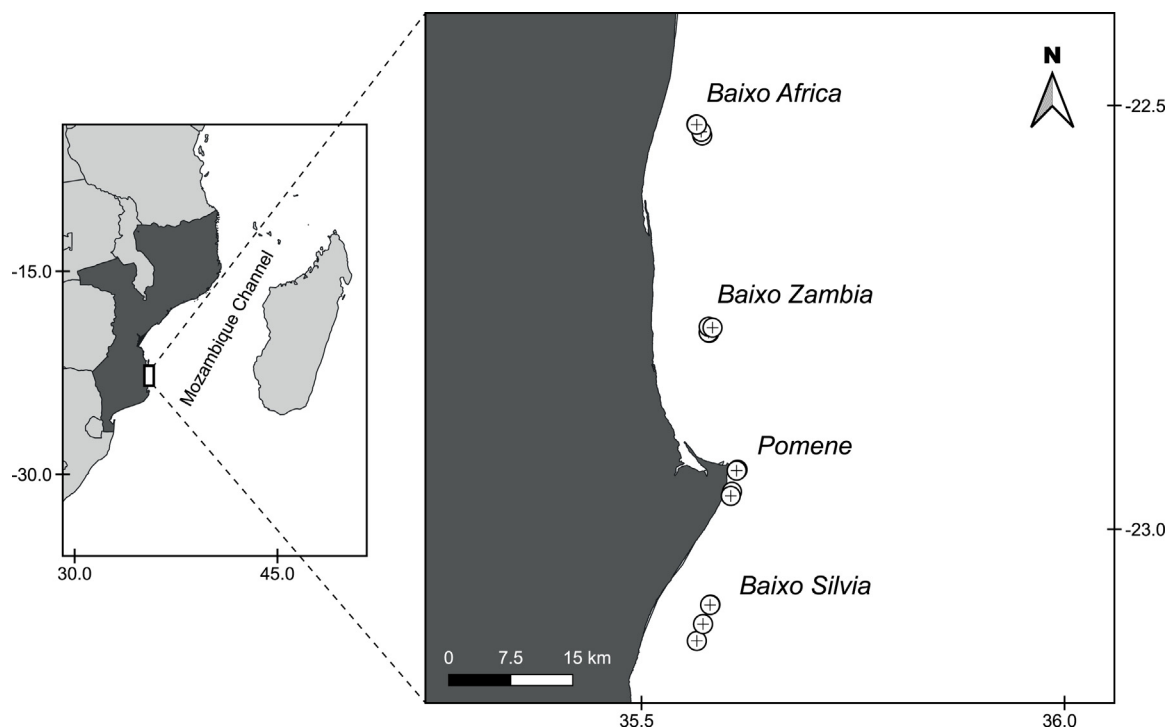 N
Baixo Africa
-22.5
-15.0
Mozambique Channel
Baixo Zambia
Pomene
-30.0
-23.0
30.0 45.0
Baixo Silvia
0 7.5 15 km
35.5 36.0